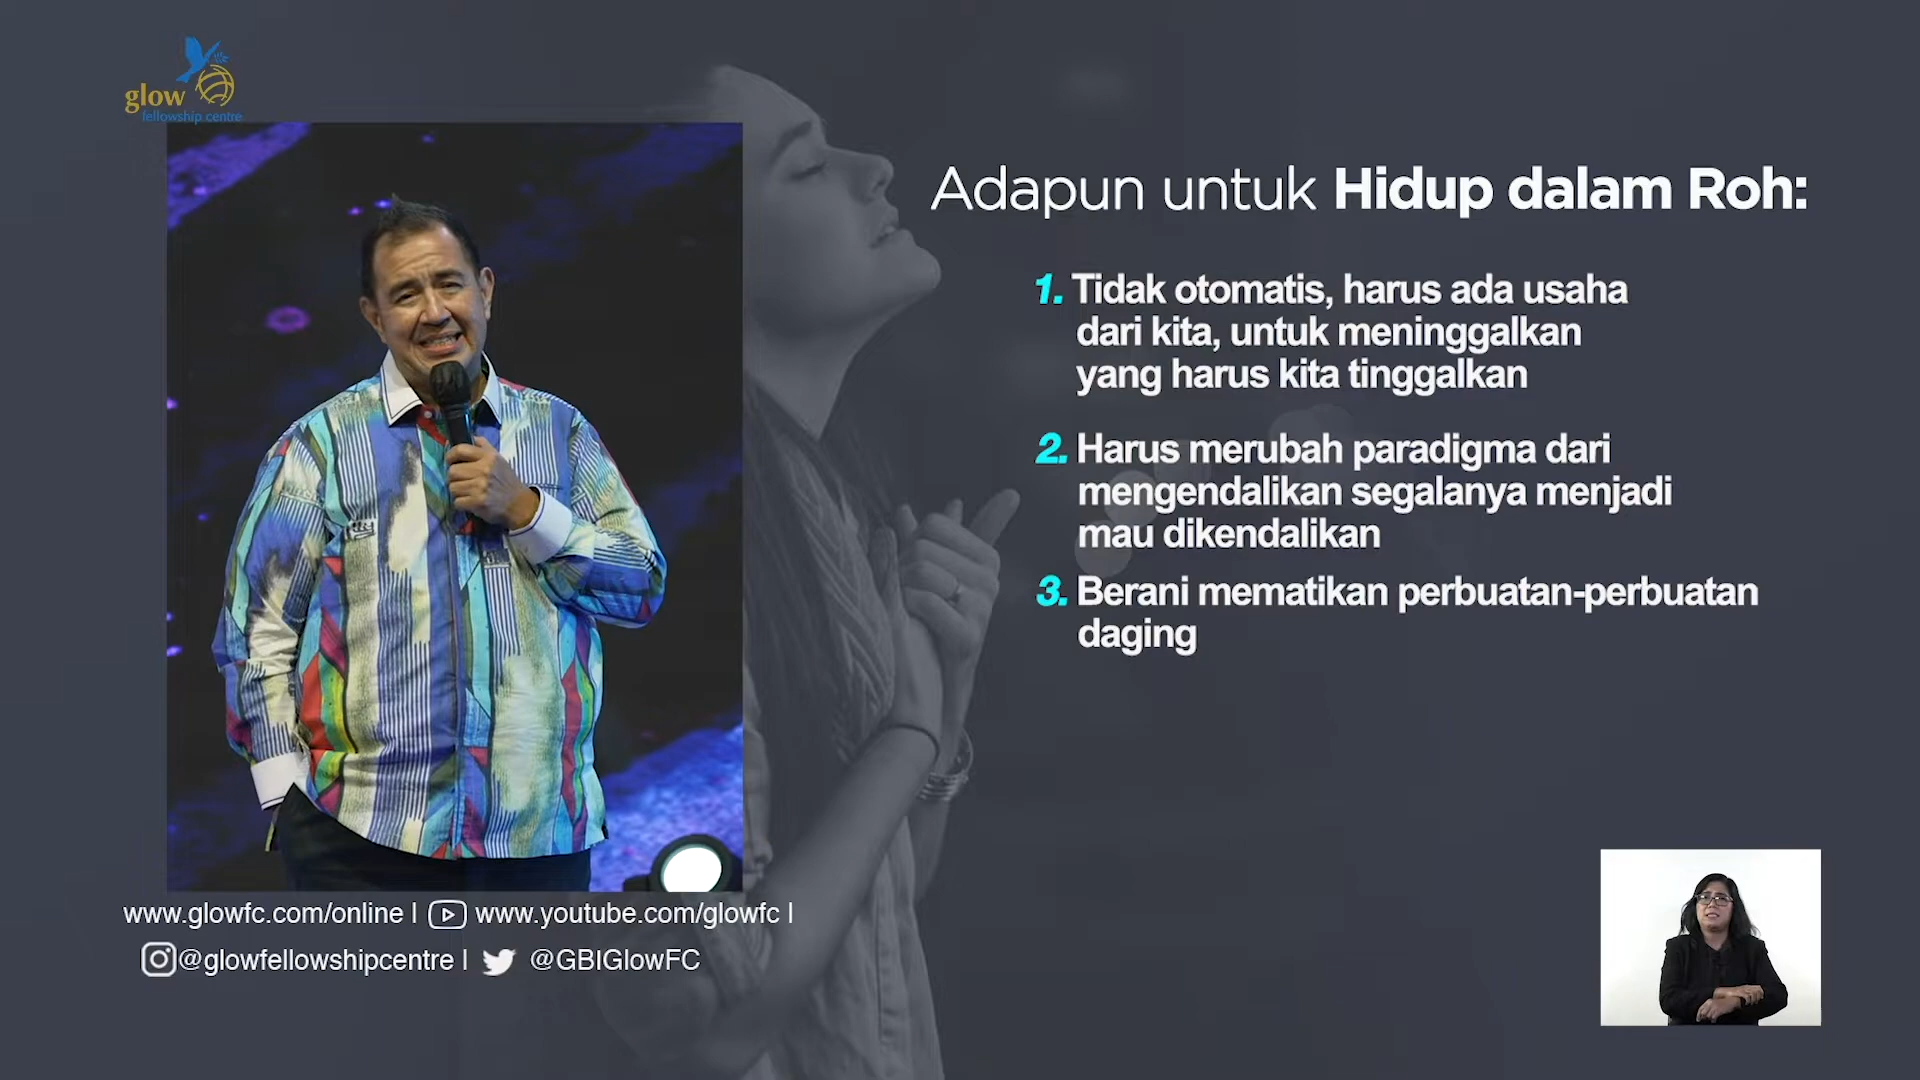 glow
fellowship centre
Adapun untuk Hidup dalam Roh:
1. Tidak otomatis, harus ada usaha
dari kita, untuk meninggalkan
yang harus kita tinggalkan
2. Harus merubah paradigma dari
mengendalikan segalanya menjadi
mau dikendalikan
3. Berani mematikan perbuatan-perbuatan
daging
www.glowfc.com/online | www.youtube.com/glowfc |
@glowfellowshipcentre | @GBIGlowFC